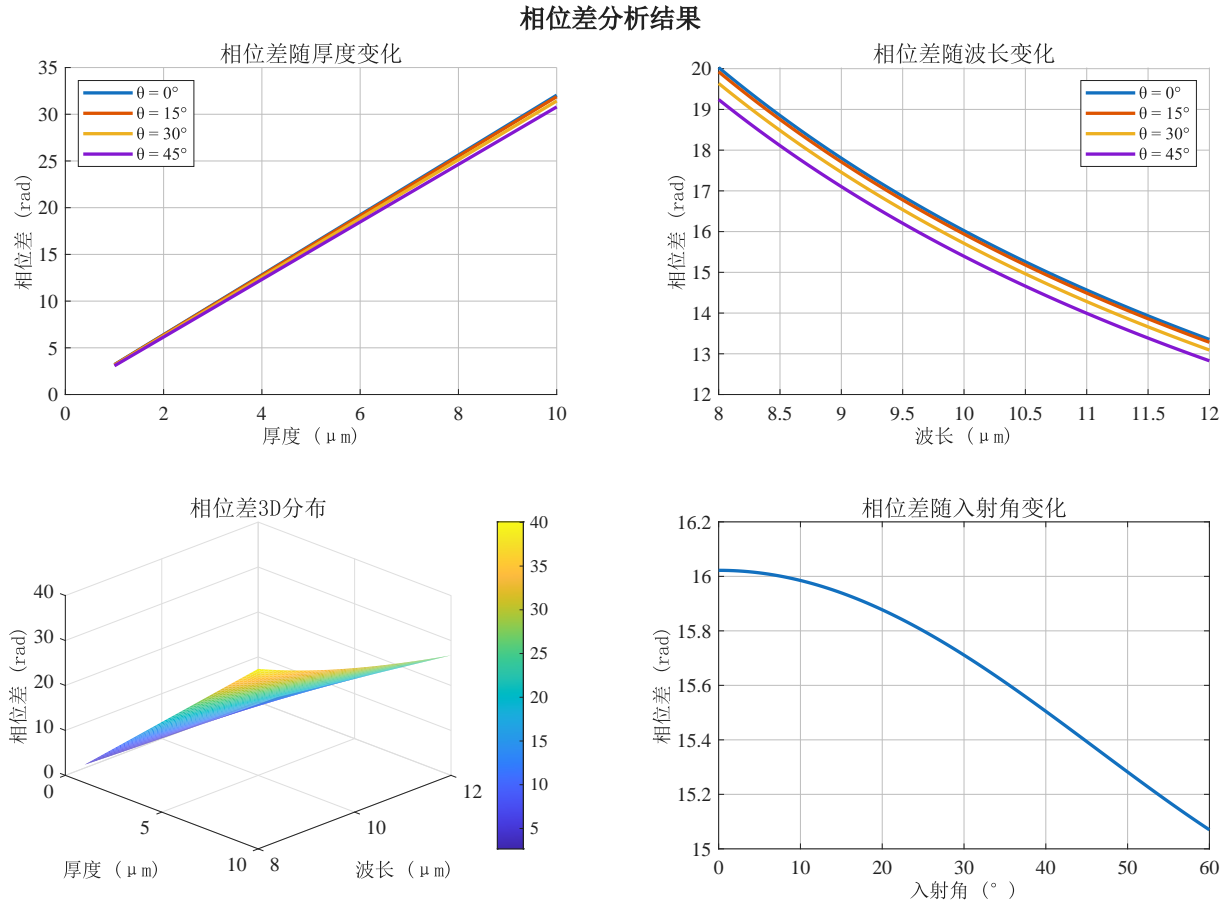 相位差分析结果
相位差随厚度变化
35
30
25
20
15
10
5
0
相位差 (rad)
θ = 0°
θ = 15°
θ = 30°
θ = 45°
0 2 4 6 8 10
厚度 (μm)
相位差随波长变化
20
19
18
17
16
15
14
13
12
相位差 (rad)
θ = 0°
θ = 15°
θ = 30°
θ = 45°
8 8.5 9 9.5 10 10.5 11 11.5 12
波长 (μm)
相位差3D分布
40
30
20
10
0
相位差 (rad)
0 5 10
厚度 (μm)
8 10 12
波长 (μm)
40
35
30
25
20
15
10
5
相位差随入射角变化
16.2
16
15.8
15.6
15.4
15.2
15
相位差 (rad)
0 10 20 30 40 50 60
入射角 (°)